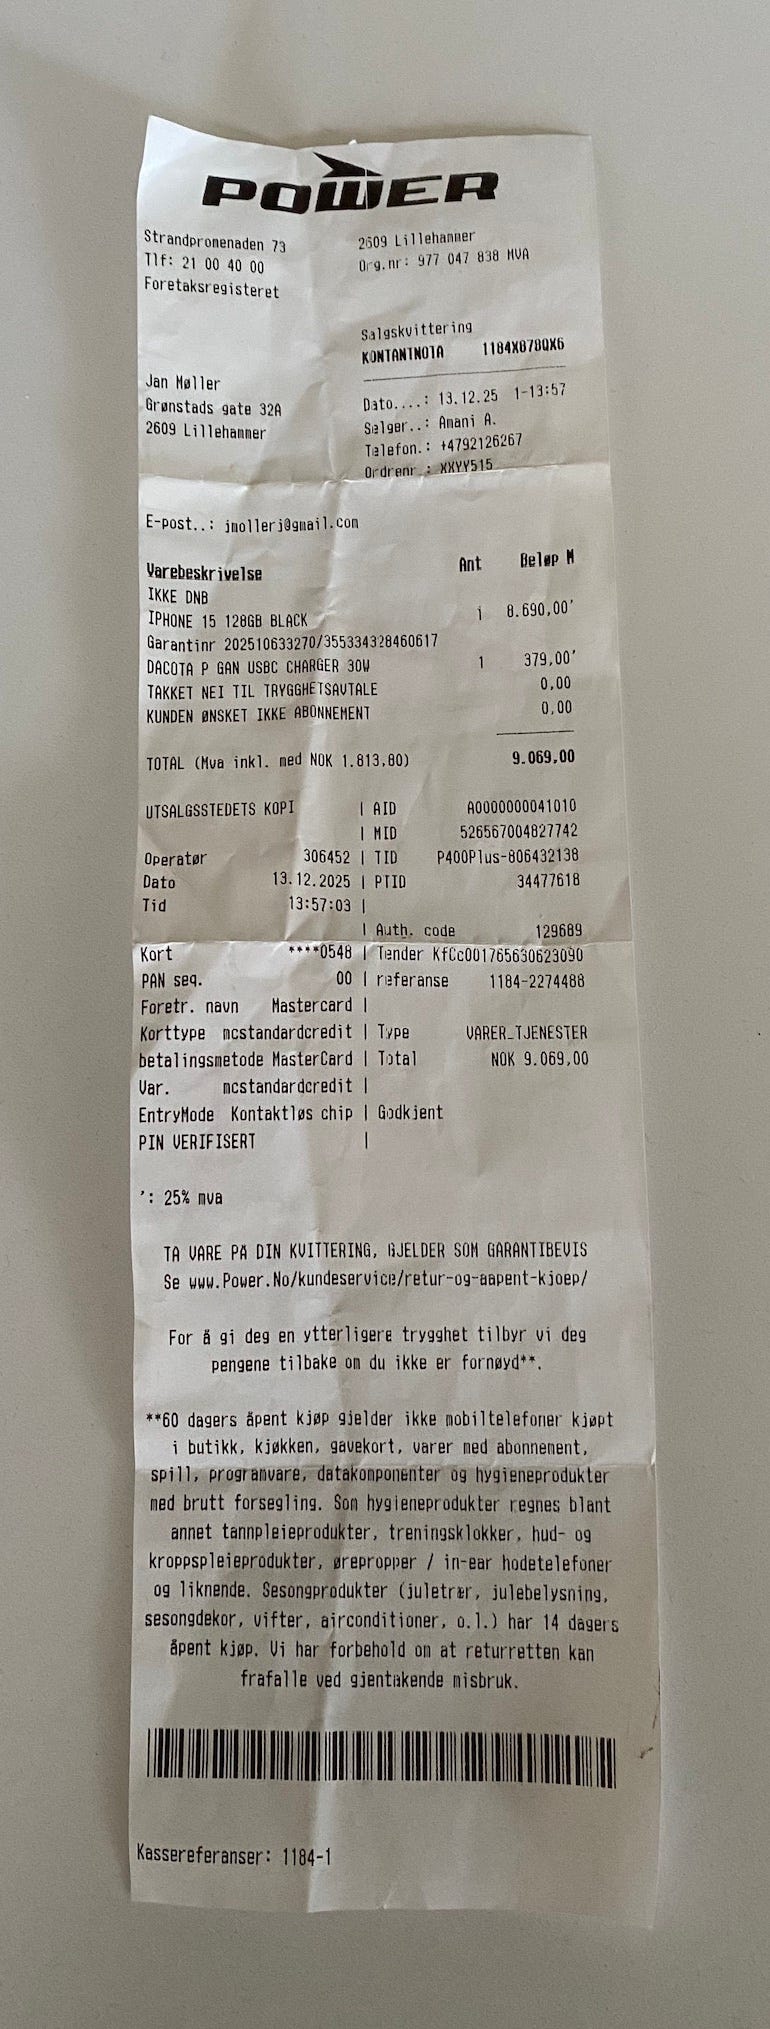 POWER
Strandpromenaden 73 2609 Lillehammer
Tlf: 21 00 40 00 Org.nr: 977 047 838 MVA
Foretaksregisteret
Salgskvittering
KONTANTNOTA 1184X878QX6
Jan Møller
Grønstads gate 32A
2609 Lillehammer
Dato....: 13.12.25 1-13:57
Selger..: Amani A.
Telefon.: +4792126267
Ordrenr.: XXYY515
E-post..: jmollerj@gmail.com
Varebeskrivelse Ant Beløp M
IKKE DNB
IPHONE 15 128GB BLACK 1 8.690,00'
Garantinr 202510633270/355334328460617
DACOTA P GAN USBC CHARGER 30W 1 379,00'
TAKKET NEI TIL TRYGGHETSAVTALE 0,00
KUNDEN ØNSKET IKKE ABONNEMENT 0,00
TOTAL (Mva inkl. med NOK 1.813,80) 9.069,00
UTSALGSSTEDETS KOPI | AID A0000000041010
| MID 526567004827742
Operatør 306452 | TID P400Plus-806432138
Dato 13.12.2025 | PTID 34477618
Tid 13:57:03 |
| Auth. code 129689
Kort ****0548 | Tender KfCc001765630623090
PAN seq. 00 | referanse 1184-2274488
Foretr. navn Mastercard |
Korttype mcstandardcredit | Type VARER_TJENESTER
betalingsmetode MasterCard | Total NOK 9.069,00
Var. mcstandardcredit |
EntryMode Kontaktløs chip | Godkjent
PIN VERIFISERT |
': 25% mva
TA VARE PÅ DIN KVITTERING, GJELDER SOM GARANTIBEVIS
Se www.Power.No/kundeservice/retur-og-aapent-kjoep/
For å gi deg en ytterligere trygghet tilbyr vi deg
pengene tilbake om du ikke er fornøyd**.
**60 dagers åpent kjøp gjelder ikke mobiltelefoner kjøpt
i butikk, kjøkken, gavekort, varer med abonnement,
spill, programvare, datakomponenter og hygieneprodukter
med brutt forsegling. Som hygieneprodukter regnes blant
annet tannpleieprodukter, treningsklokker, hud- og
kroppspleieprodukter, ørepropper / in-ear hodetelefoner
og liknende. Sesongprodukter (juletrær, julebelysning,
sesongdekor, vifter, airconditioner, o.l.) har 14 dagers
åpent kjøp. Vi har forbehold om at returretten kan
frafalle ved gjentakende misbruk.
Kassereferanser: 1184-1